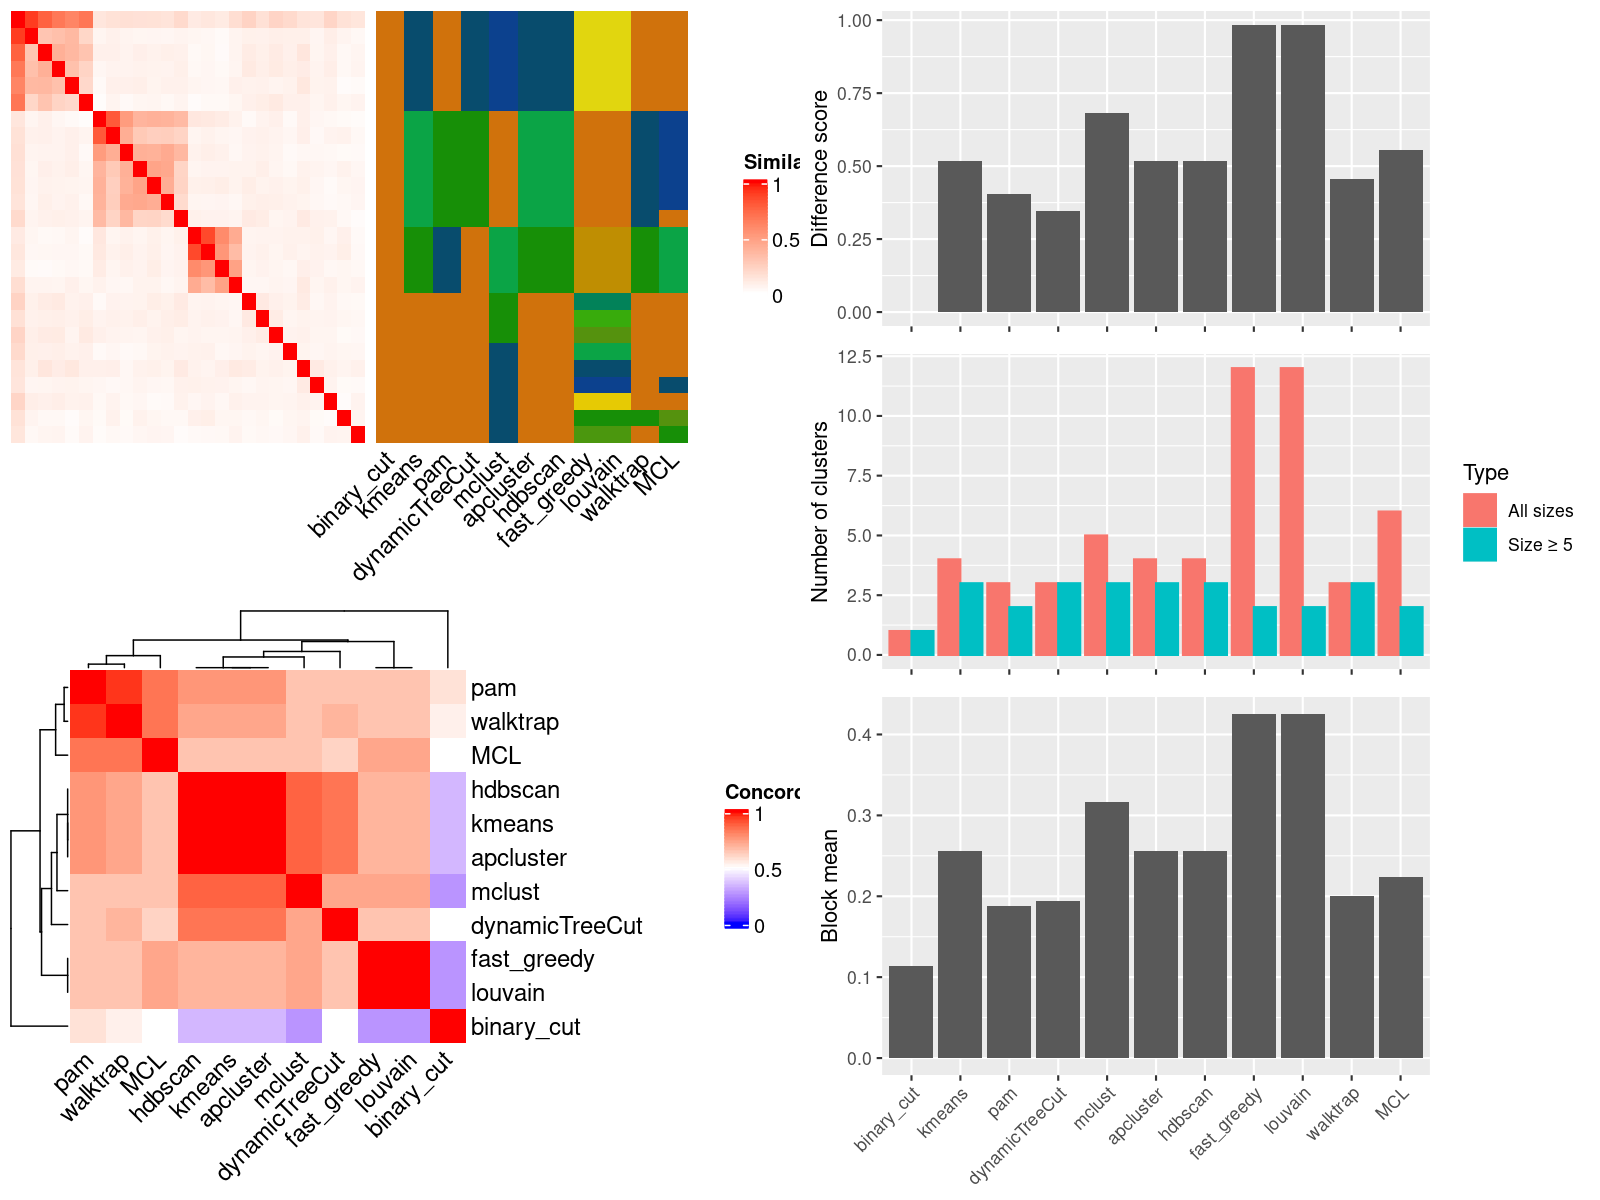 binary_cut
kmeans
pam
dynamicTreeCut
mclust
apcluster
hdbscan
fast_greedy
louvain
walktrap
MCL
Simila
1
0.5
0
pam
walktrap
MCL
hdbscan
kmeans
apcluster
mclust
dynamicTreeCut
fast_greedy
louvain
binary_cut
pam
walktrap
MCL
hdbscan
kmeans
apcluster
mclust
dynamicTreeCut
fast_greedy
louvain
binary_cut
Concord
1
0.5
0
Difference score
1.00
0.75
0.50
0.25
0.00
Number of clusters
12.5
10.0
7.5
5.0
2.5
0.0
Type
All sizes
Size ≥ 5
Block mean
0.4
0.3
0.2
0.1
0.0
binary_cut
kmeans
pam
dynamicTreeCut
mclust
apcluster
hdbscan
fast_greedy
louvain
walktrap
MCL